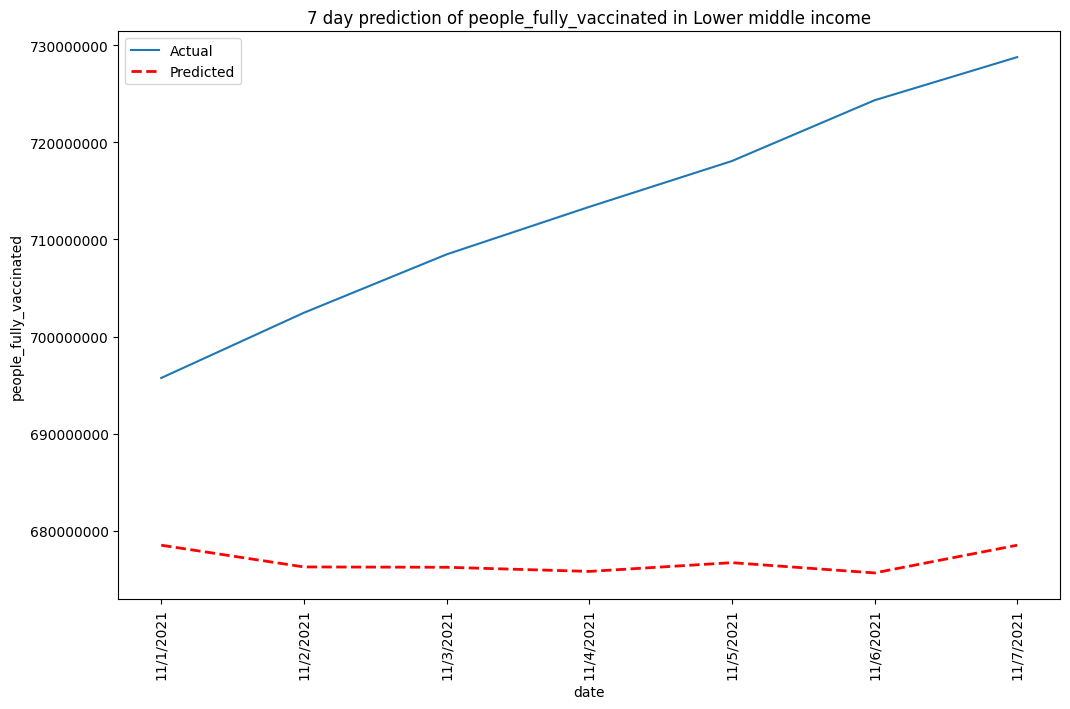 7 day prediction of people_fully_vaccinated in Lower middle income
Actual
Predicted
730000000
720000000
710000000
700000000
690000000
680000000
people_fully_vaccinated
11/1/2021
11/2/2021
11/3/2021
11/4/2021
11/5/2021
11/6/2021
11/7/2021
date